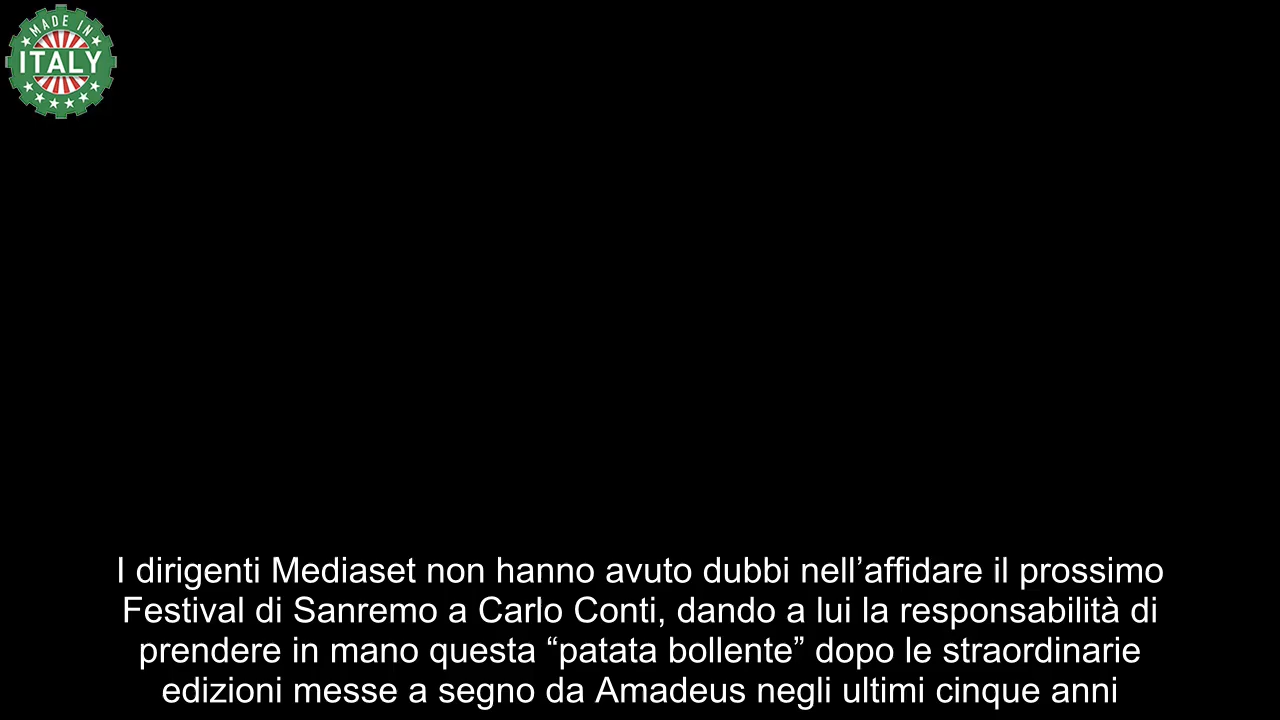 MADE IN
ITALY
I dirigenti Mediaset non hanno avuto dubbi nell’affidare il prossimo
Festival di Sanremo a Carlo Conti, dando a lui la responsabilità di
prendere in mano questa “patata bollente” dopo le straordinarie
edizioni messe a segno da Amadeus negli ultimi cinque anni